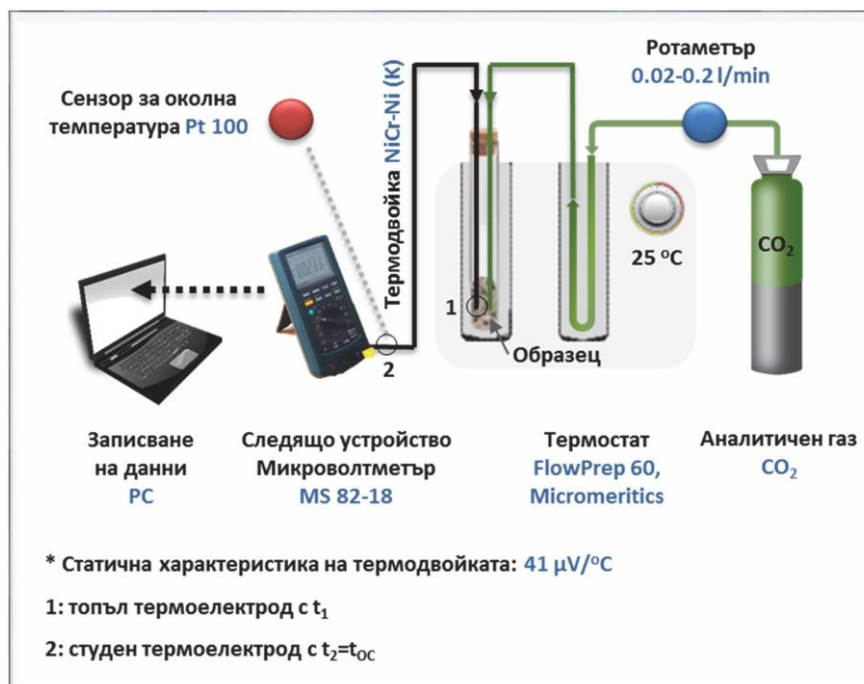 Ротаметър
0.02-0.2 l/min
Сензор за околна
температура Pt 100
Термодвойка NiCr-Ni (K)
CO₂
25 °C
1
2
Образец
Записване
на данни
PC
Следящо устройство
Микроволтметър
MS 82-18
Термостат
FlowPrep 60,
Micromeritics
Аналитичен газ
CO₂
* Статична характеристика на термодвойката: 41 µV/°C
1: топъл термоелектрод с t₁
2: студен термоелектрод с t₂=tₒc